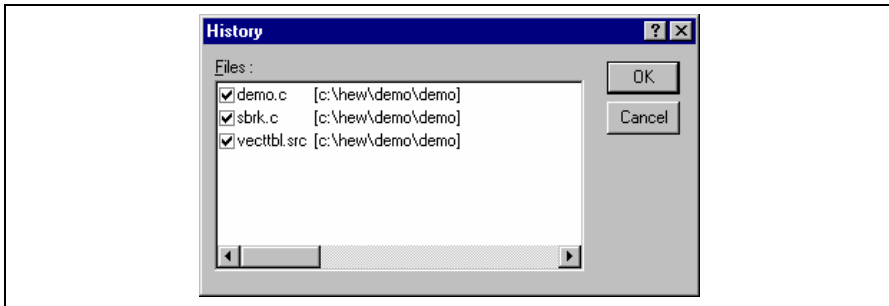 History
Files :
OK
demo.c [c:\hew\demo\demo]
sbrk.c [c:\hew\demo\demo]
Cancel
vecttbl.src [c:\hew\demo\demo]